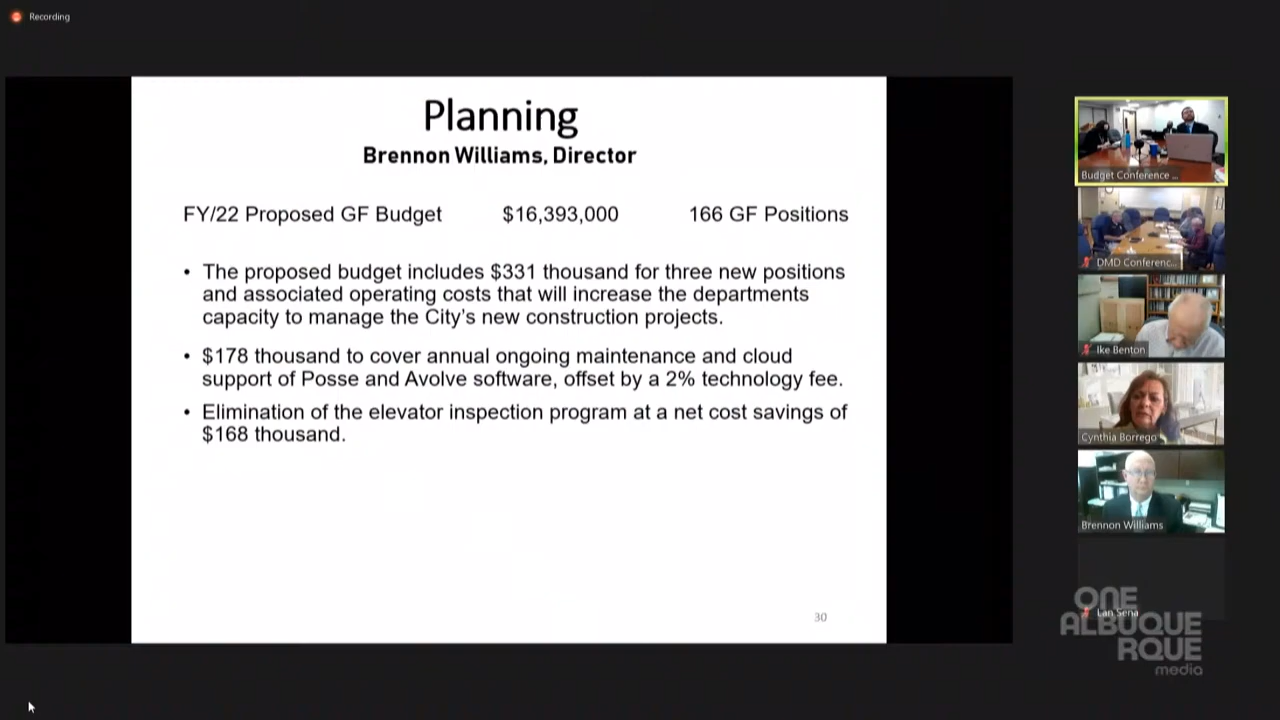 Recording
Planning
Brennon Williams, Director
FY/22 Proposed GF Budget $16,393,000 166 GF Positions
• The proposed budget includes $331 thousand for three new positions
and associated operating costs that will increase the departments
capacity to manage the City's new construction projects.
• $178 thousand to cover annual ongoing maintenance and cloud
support of Posse and Avolve software, offset by a 2% technology fee.
• Elimination of the elevator inspection program at a net cost savings of
$168 thousand.
30
Budget Conference ...
DMD Conferenc...
Ike Benton
Cynthia Borrego
Brennon Williams
Lan Sena
ONE
ALBUQUE
RQUE
media